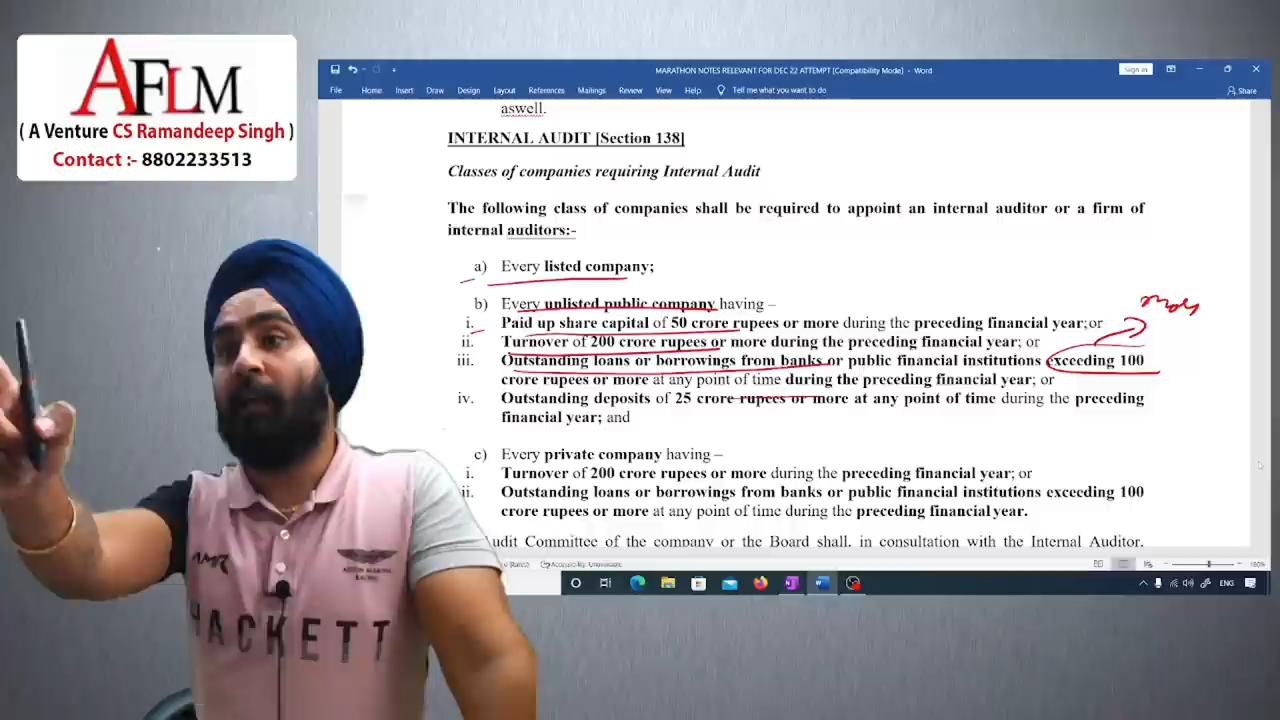 AFLM
( A Venture CS Ramandeep Singh )
Contact :- 8802233513
MARATHON NOTES RELEVANT FOR DEC 22 ATTEMPT [Compatibility Mode] - Word
Sign in
File Home Insert Draw Design Layout References Mailings Review View Help Tell me what you want to do
Share
aswell.
INTERNAL AUDIT [Section 138]
Classes of companies requiring Internal Audit
The following class of companies shall be required to appoint an internal auditor or a firm of
internal auditors:-
a) Every listed company;
b) Every unlisted public company having –
i. Paid up share capital of 50 crore rupees or more during the preceding financial year; or
ii. Turnover of 200 crore rupees or more during the preceding financial year; or
iii. Outstanding loans or borrowings from banks or public financial institutions exceeding 100
crore rupees or more at any point of time during the preceding financial year; or
iv. Outstanding deposits of 25 crore rupees or more at any point of time during the preceding
financial year; and
c) Every private company having –
i. Turnover of 200 crore rupees or more during the preceding financial year; or
ii. Outstanding loans or borrowings from banks or public financial institutions exceeding 100
crore rupees or more at any point of time during the preceding financial year.
Audit Committee of the company or the Board shall, in consultation with the Internal Auditor,
ENG
ASTON MARTIN
RACING
HACKETT